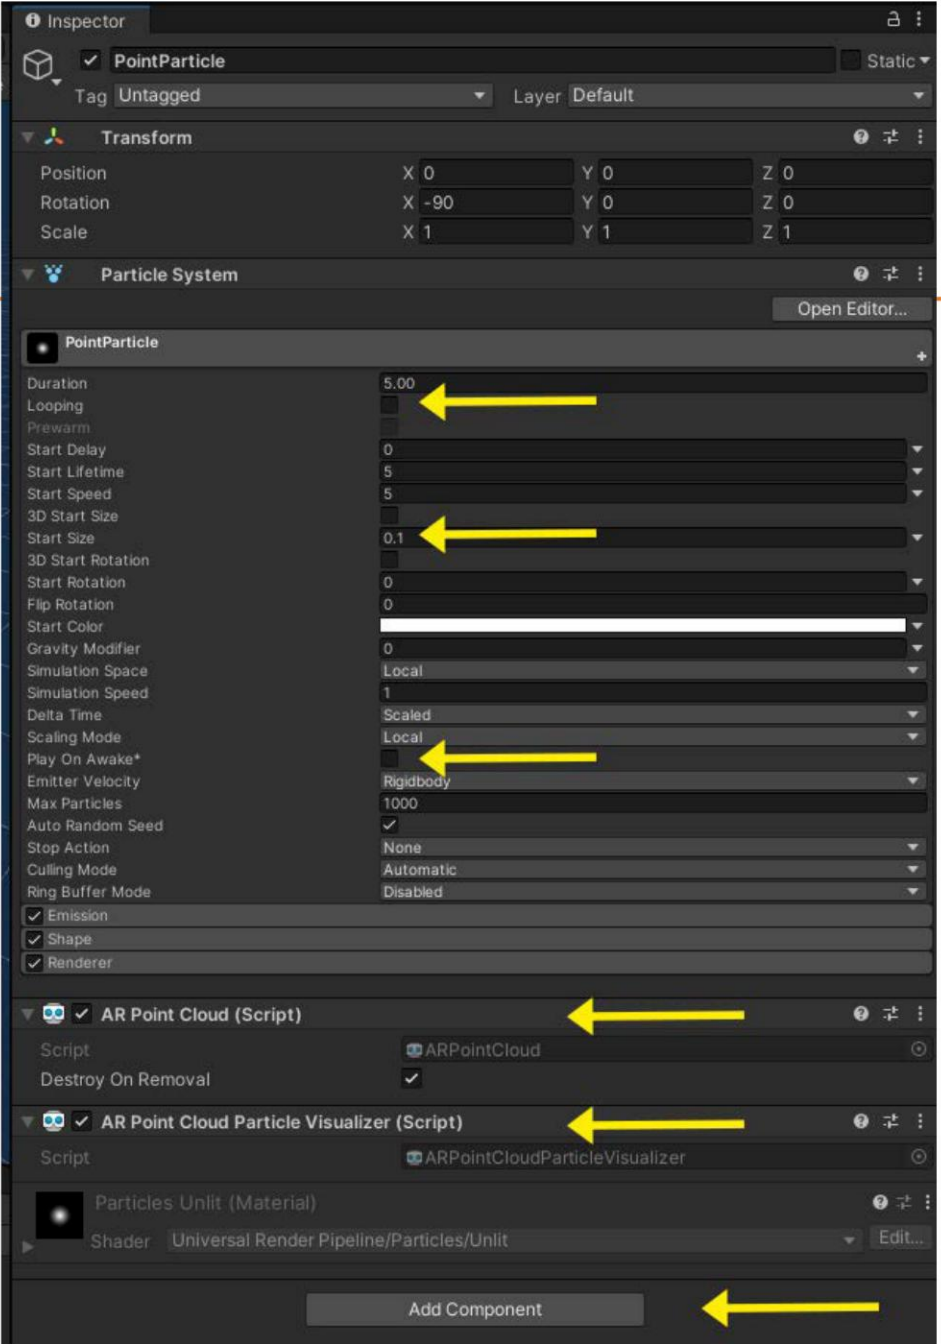 Inspector
PointParticle Static
Tag Untagged Layer Default
Transform
Position X 0 Y 0 Z 0
Rotation X -90 Y 0 Z 0
Scale X 1 Y 1 Z 1
Particle System
Open Editor...
PointParticle
Duration 5.00
Looping
Prewarm
Start Delay 0
Start Lifetime 5
Start Speed 5
3D Start Size
Start Size 0.1
3D Start Rotation
Start Rotation 0
Flip Rotation 0
Start Color
Gravity Modifier 0
Simulation Space Local
Simulation Speed 1
Delta Time Scaled
Scaling Mode Local
Play On Awake*
Emitter Velocity Rigidbody
Max Particles 1000
Auto Random Seed
Stop Action None
Culling Mode Automatic
Ring Buffer Mode Disabled
Emission
Shape
Renderer
AR Point Cloud (Script)
Script ARPointCloud
Destroy On Removal
AR Point Cloud Particle Visualizer (Script)
Script ARPointCloudParticleVisualizer
Particles Unlit (Material)
Shader Universal Render Pipeline/Particles/Unlit Edit...
Add Component